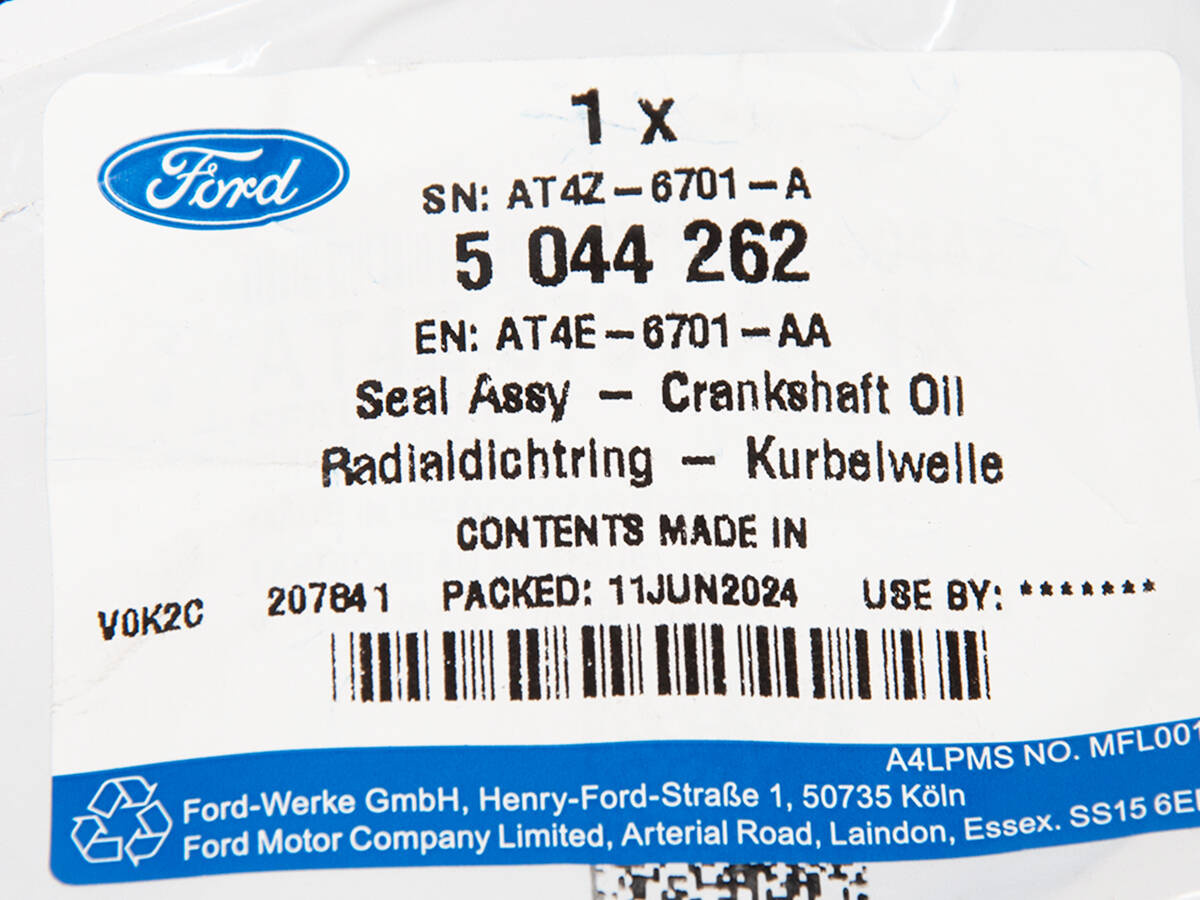 1 x
Ford
SN: AT4Z-6701-A
5 044 262
EN: AT4E-6701-AA
Seal Assy - Crankshaft Oil
Radialdichtring - Kurbelwelle
CONTENTS MADE IN
V0K2C 207841 PACKED: 11JUN2024 USE BY: *******
A4LPMS NO. MFL001
Ford-Werke GmbH, Henry-Ford-Straße 1, 50735 Köln
Ford Motor Company Limited, Arterial Road, Laindon, Essex. SS15